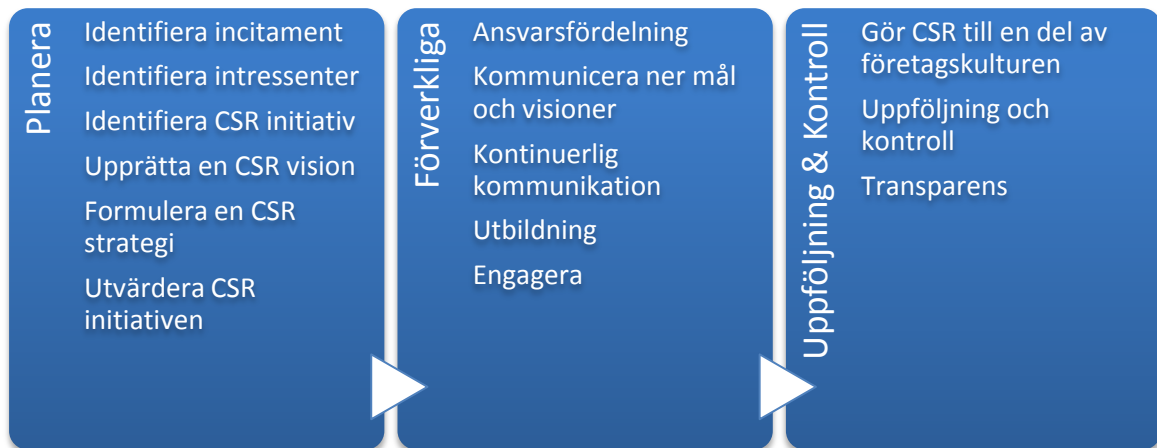 Planera
Identifiera incitament
Identifiera intressenter
Identifiera CSR initiativ
Upprätta en CSR vision
Formulera en CSR
strategi
Utvärdera CSR
initiativen
Förverkliga
Ansvarsfördelning
Kommunicera ner mål
och visioner
Kontinuerlig
kommunikation
Utbildning
Engagera
Uppföljning & Kontroll
Gör CSR till en del av
företagskulturen
Uppföljning och
kontroll
Transparens